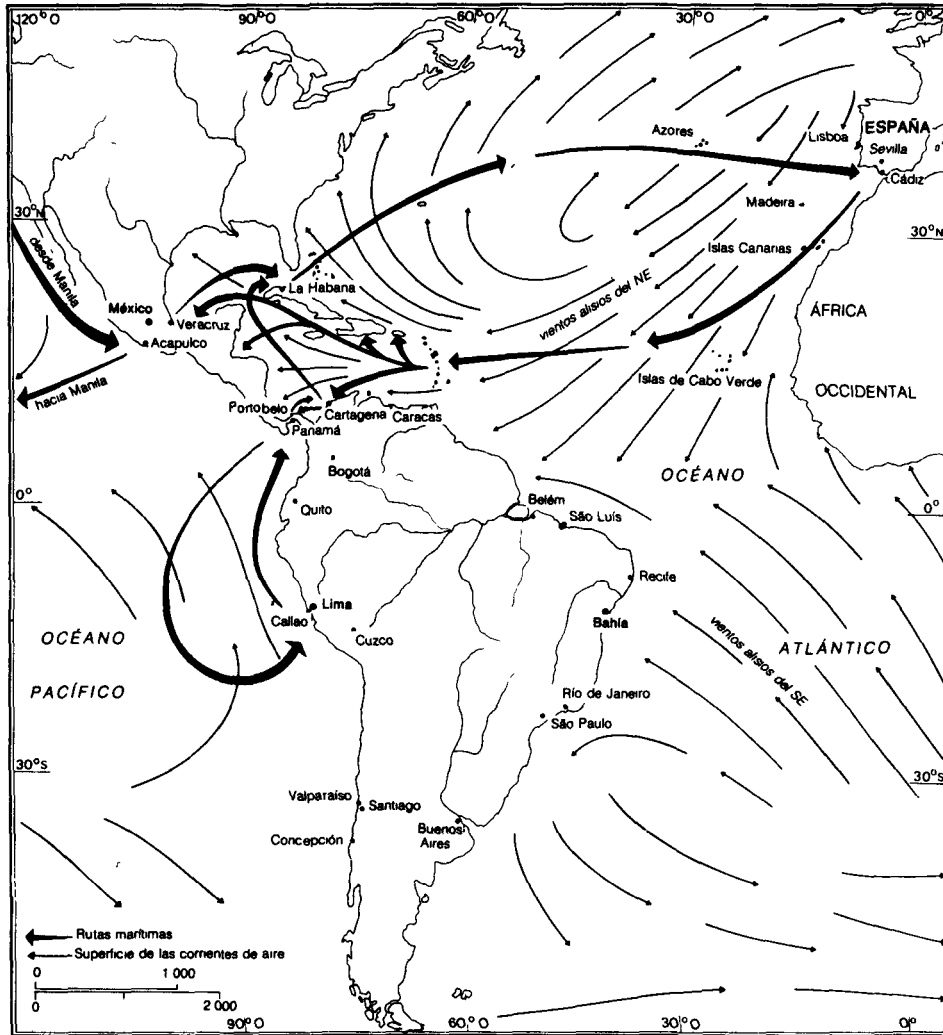 120°O
90°O
60°O
30°O
0°
Azores
Lisboa
ESPAÑA
Sevilla
Cádiz
Madeira
30°N
30°N
Islas Canarias
desde Manila
La Habana
vientos alisios del NE
México
Veracruz
Acapulco
ÁFRICA
hacia Manila
Islas de Cabo Verde
OCCIDENTAL
Portobelo
Cartagena
Caracas
Panamá
Bogotá
OCÉANO
0°
Quito
Belém
São Luís
0°
Recife
Lima
Callao
Cuzco
Bahía
OCÉANO
PACÍFICO
vientos alisios del SE
ATLÁNTICO
Río de Janeiro
São Paulo
30°S
30°S
Valparaíso
Santiago
Concepción
Buenos
Aires
Rutas marítimas
Superficie de las corrientes de aire
0 1 000
0 2 000
90°O
60°O
30°O
0°